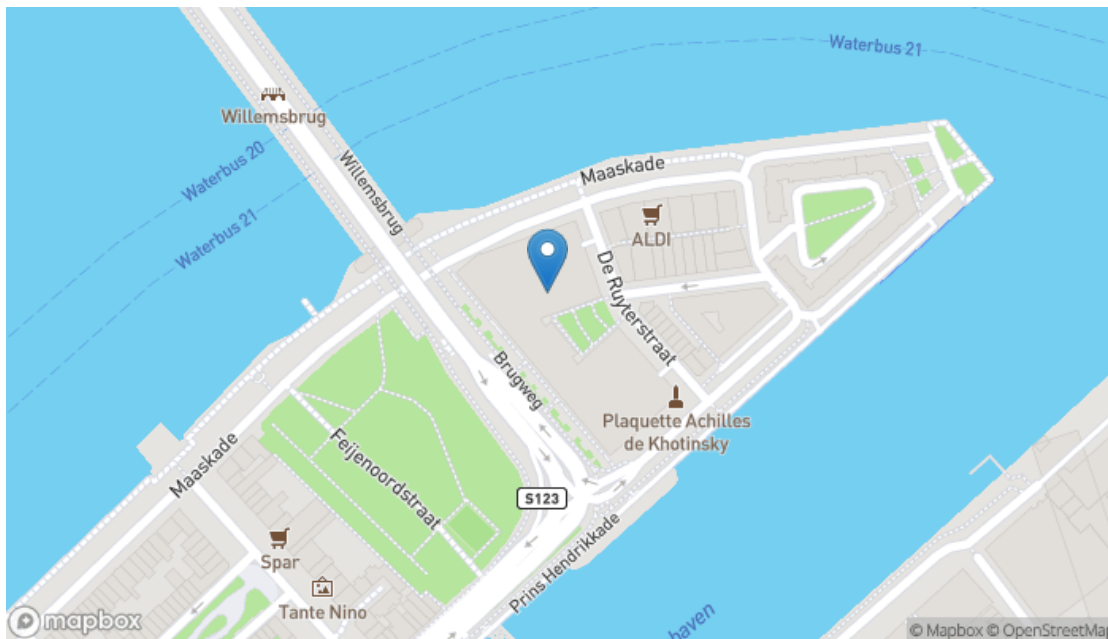 Waterbus 21
Willemsbrug
Waterbus 20
Waterbus 21
Willemsbrug
Maaskade
ALDI
De Ruyterstraat
Brugweg
Plaquette Achilles
de Khotinsky
Maaskade
Feijenoordstraat
S123
Spar
Tante Nino
Prins Hendrikkade
haven
mapbox
© Mapbox © OpenStreetMap